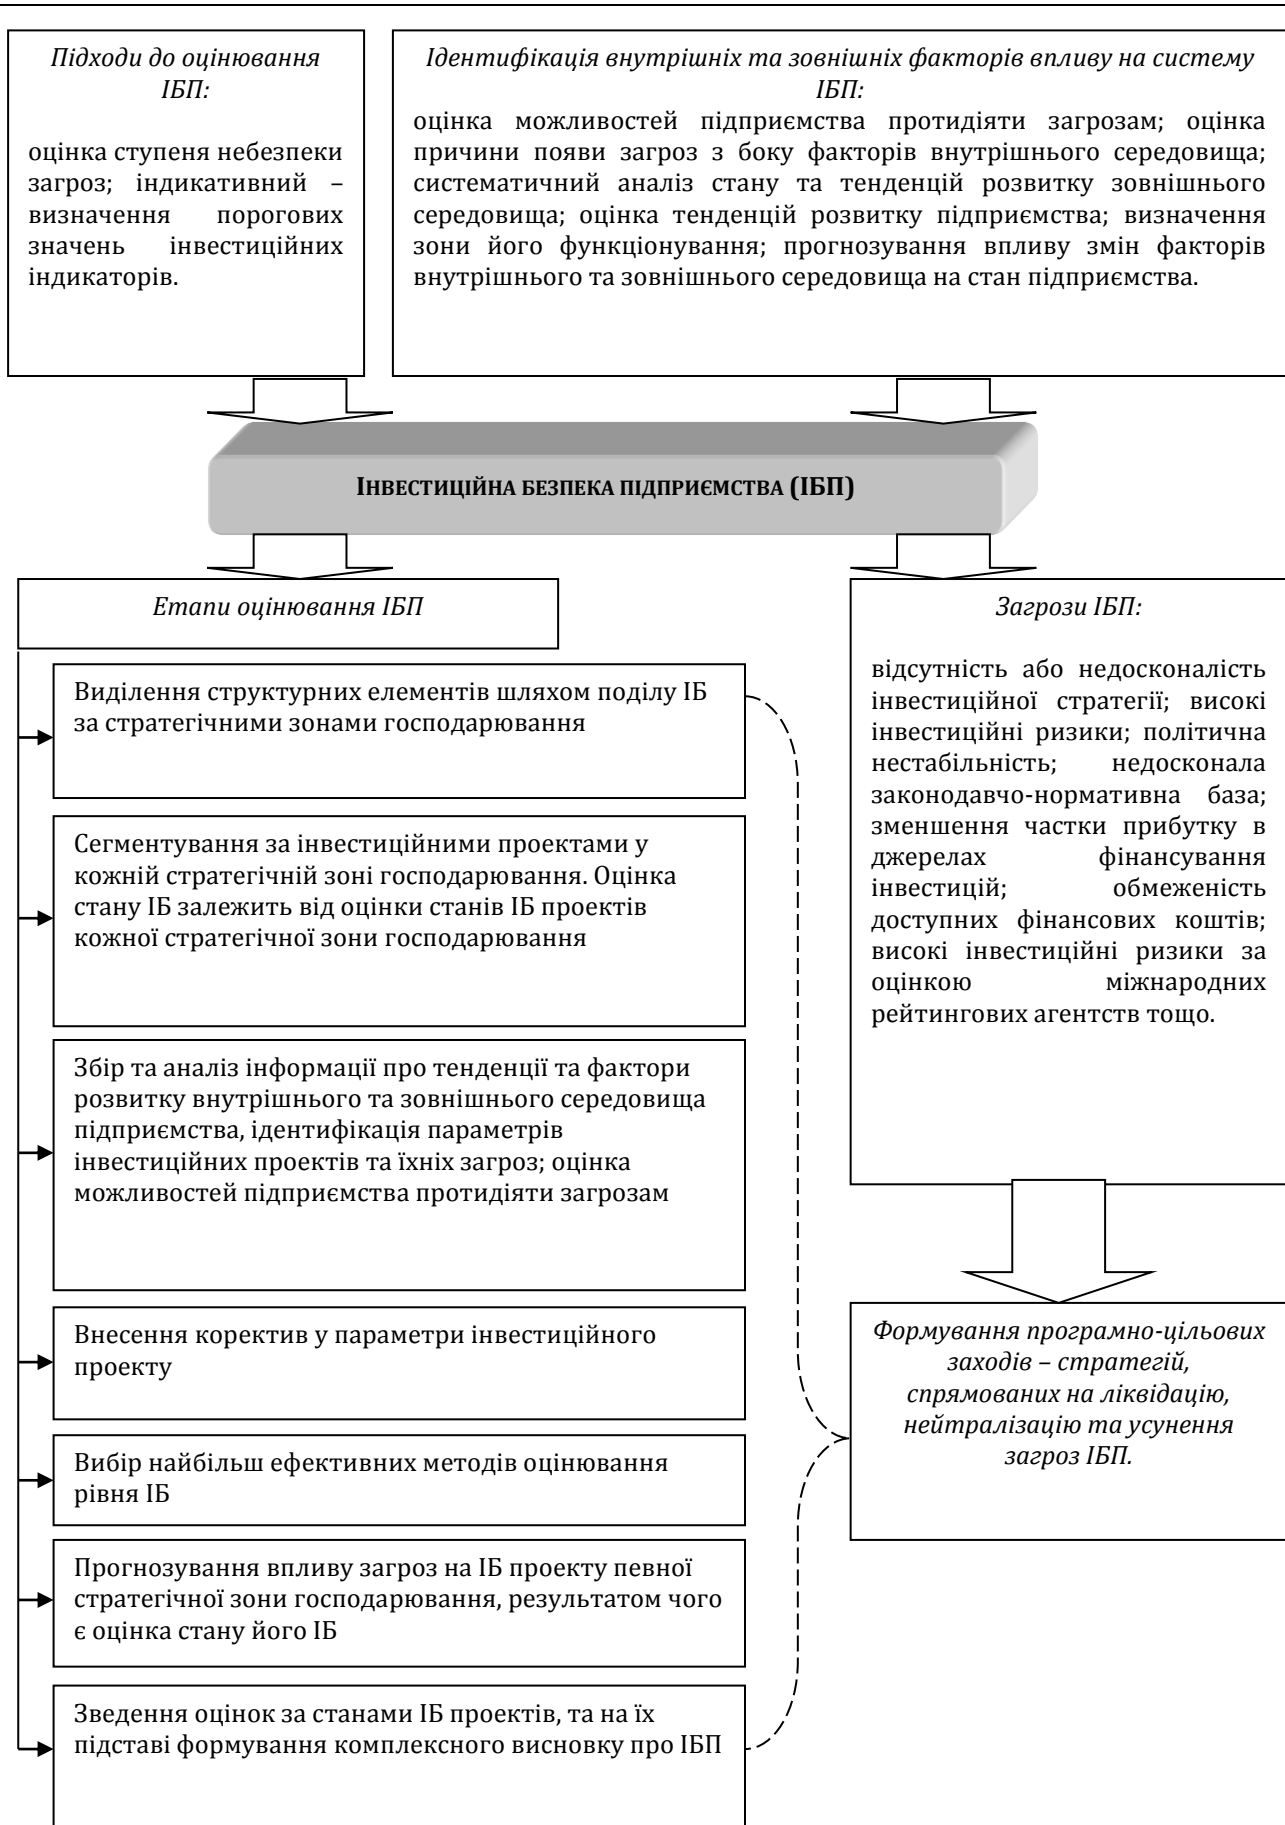 Підходи до оцінювання
ІБП:
оцінка ступеня небезпеки
загроз; індикативний –
визначення порогових
значень інвестиційних
індикаторів.
Ідентифікація внутрішніх та зовнішніх факторів впливу на систему
ІБП:
оцінка можливостей підприємства протидіяти загрозам; оцінка
причини появи загроз з боку факторів внутрішнього середовища;
систематичний аналіз стану та тенденцій розвитку зовнішнього
середовища; оцінка тенденцій розвитку підприємства; визначення
зони його функціонування; прогнозування впливу змін факторів
внутрішнього та зовнішнього середовища на стан підприємства.
ІНВЕСТИЦІЙНА БЕЗПЕКА ПІДПРИЄМСТВА (ІБП)
Етапи оцінювання ІБП
Виділення структурних елементів шляхом поділу ІБ
за стратегічними зонами господарювання
Сегментування за інвестиційними проектами у
кожній стратегічній зоні господарювання. Оцінка
стану ІБ залежить від оцінки станів ІБ проектів
кожної стратегічної зони господарювання
Збір та аналіз інформації про тенденції та фактори
розвитку внутрішнього та зовнішнього середовища
підприємства, ідентифікація параметрів
інвестиційних проектів та їхніх загроз; оцінка
можливостей підприємства протидіяти загрозам
Внесення коректив у параметри інвестиційного
проекту
Вибір найбільш ефективних методів оцінювання
рівня ІБ
Прогнозування впливу загроз на ІБ проекту певної
стратегічної зони господарювання, результатом чого
є оцінка стану його ІБ
Зведення оцінок за станами ІБ проектів, та на їх
підставі формування комплексного висновку про ІБП
Загрози ІБП:
відсутність або недосконалість
інвестиційної стратегії; високі
інвестиційні ризики; політична
нестабільність; недосконала
законодавчо-нормативна база;
зменшення частки прибутку в
джерелах фінансування
інвестицій; обмеженість
доступних фінансових коштів;
високі інвестиційні ризики за
оцінкою міжнародних
рейтингових агентств тощо.
Формування програмно-цільових
заходів – стратегій,
спрямованих на ліквідацію,
нейтралізацію та усунення
загроз ІБП.